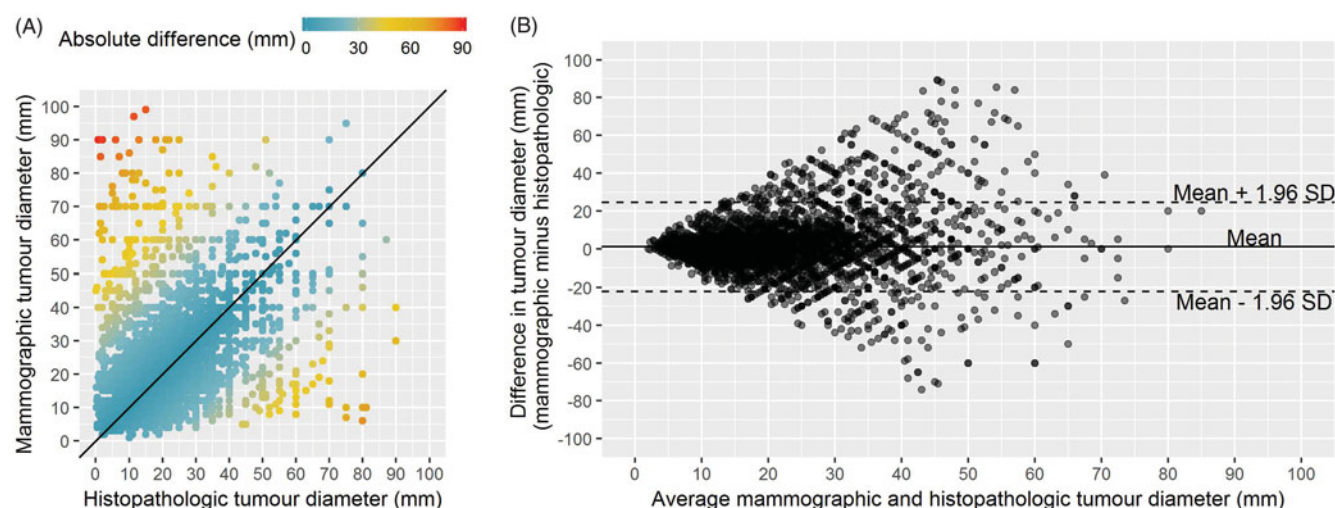 (A)
Absolute difference (mm)
0 30 60 90
Mammographic tumour diameter (mm)
100
90
80
70
60
50
40
30
20
10
0
0 10 20 30 40 50 60 70 80 90 100
Histopathologic tumour diameter (mm)
(B)
Difference in tumour diameter (mm)
(mammographic minus histopathologic)
100
80
60
40
20
0
-20
-40
-60
-80
-100
Mean + 1.96 SD
Mean
Mean - 1.96 SD
0 10 20 30 40 50 60 70 80 90 100
Average mammographic and histopathologic tumour diameter (mm)